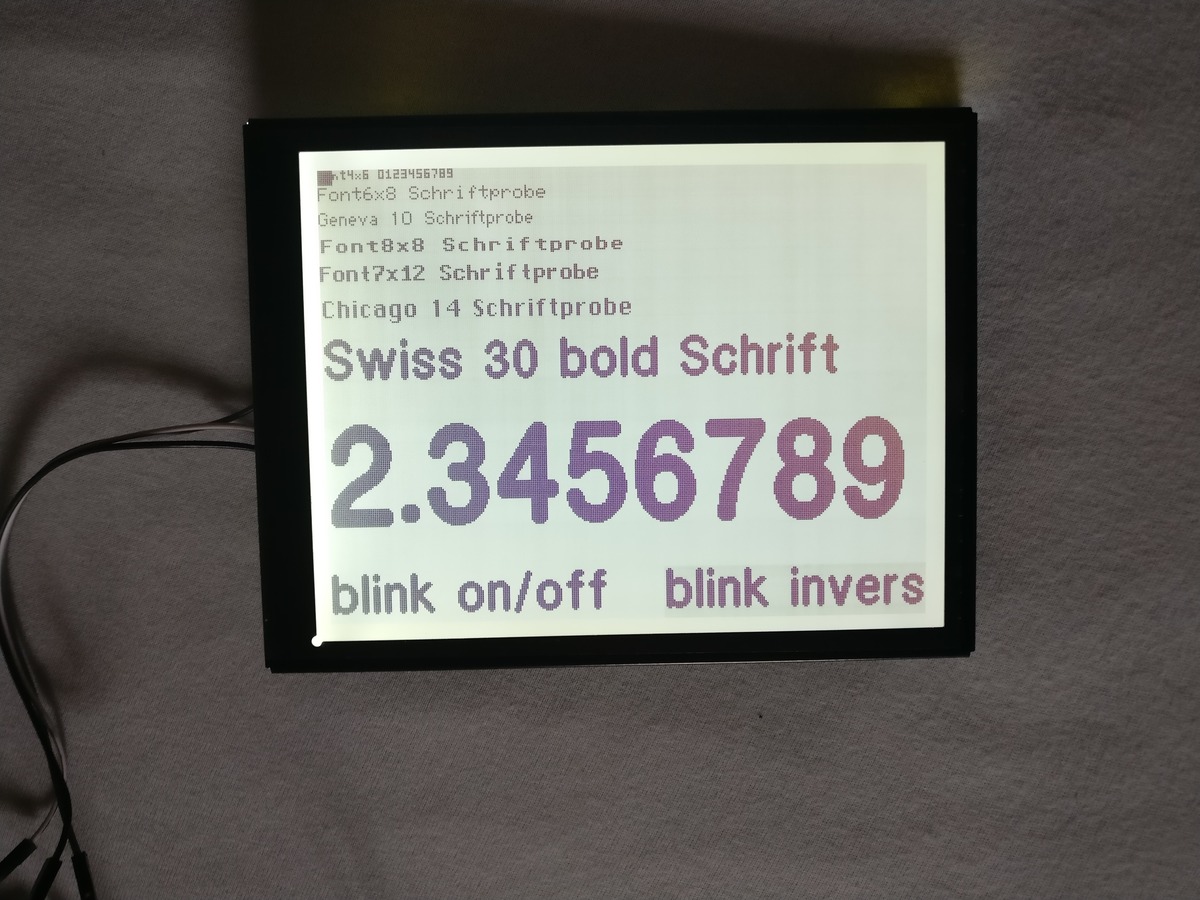 0123456789
Font6x8 Schriftprobe
Geneva 10 Schriftprobe
Font8x8 Schriftprobe
Font7x12 Schriftprobe
Chicago 14 Schriftprobe
Swiss 30 bold Schrift
2.3456789
blink on/off blink invers